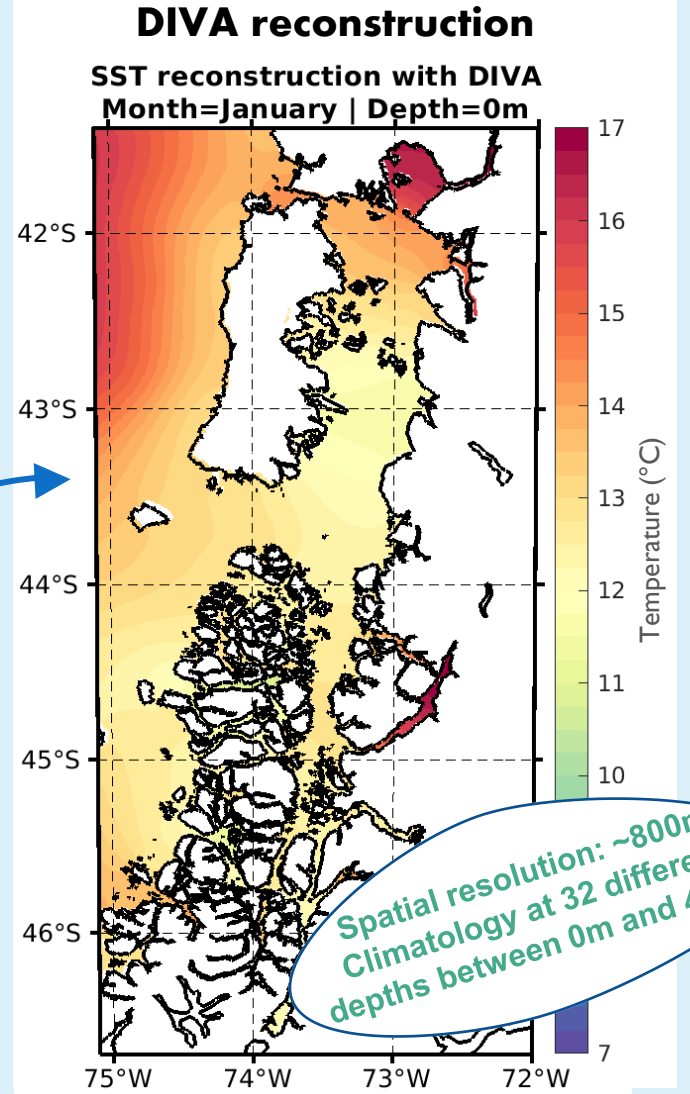 DIVA reconstruction
SST reconstruction with DIVA
Month=January | Depth=0m
17
16
15
14
13
12
11
10
7
Temperature (°C)
42°S
43°S
44°S
45°S
46°S
75°W
74°W
73°W
72°W
Spatial resolution: ~800
Climatology at 32
depths between 0m and